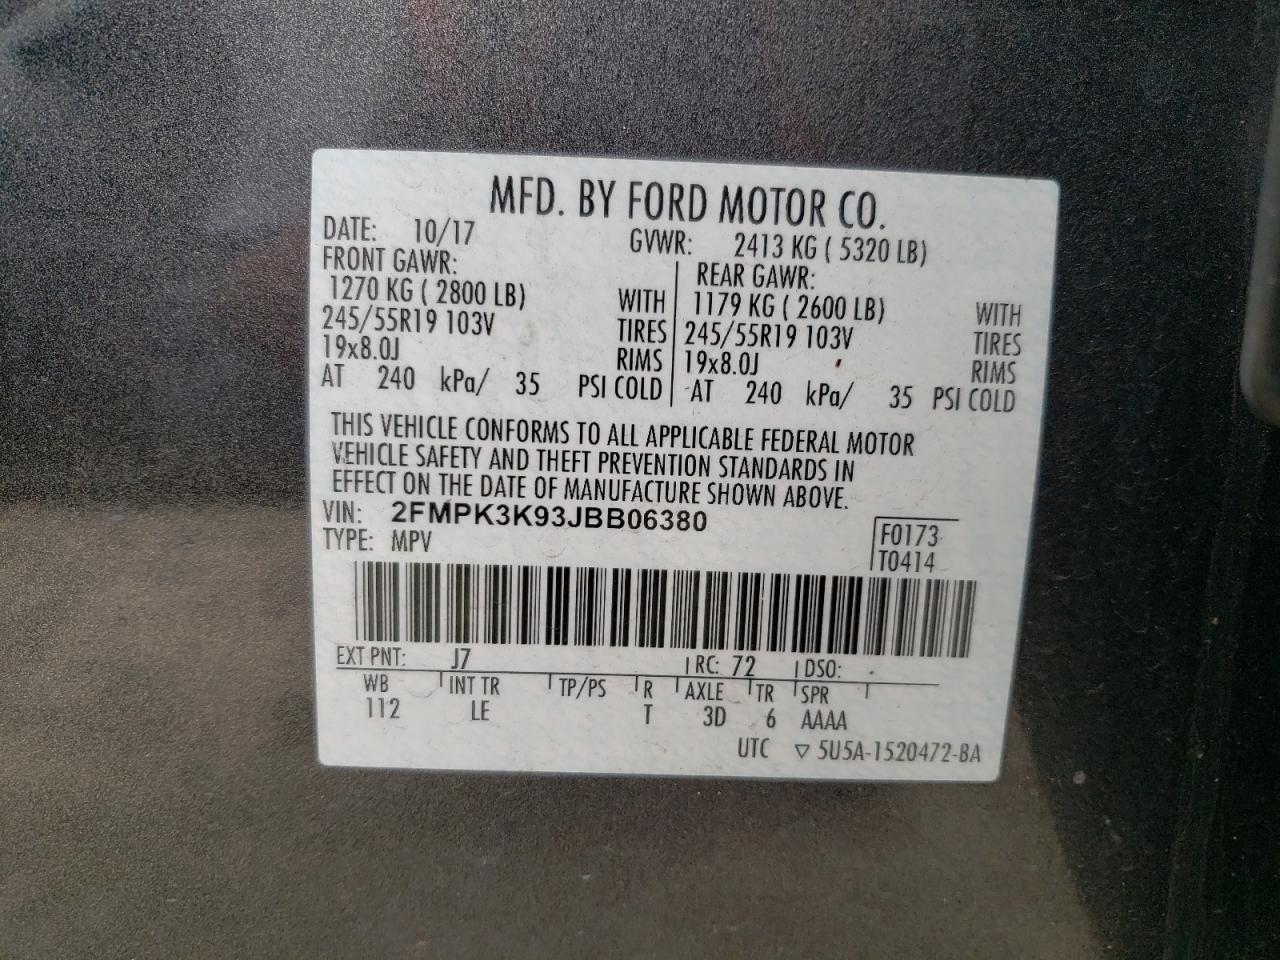 MFD. BY FORD MOTOR CO.
DATE: 10/17 GVWR: 2413 KG ( 5320 LB)
FRONT GAWR: REAR GAWR:
1270 KG ( 2800 LB) WITH 1179 KG ( 2600 LB) WITH
245/55R19 103V TIRES 245/55R19 103V TIRES
19x8.0J RIMS 19x8.0J RIMS
AT 240 kPa/ 35 PSI COLD AT 240 kPa/ 35 PSI COLD
THIS VEHICLE CONFORMS TO ALL APPLICABLE FEDERAL MOTOR
VEHICLE SAFETY AND THEFT PREVENTION STANDARDS IN
EFFECT ON THE DATE OF MANUFACTURE SHOWN ABOVE.
VIN: 2FMPK3K93JBB06380
TYPE: MPV
F0173
T0414
EXT PNT: J7 RC: 72 DSO:
WB INT TR TP/PS R AXLE TR SPR
112 LE T 3D 6 AAAA
UTC ▽ 5U5A-1520472-BA